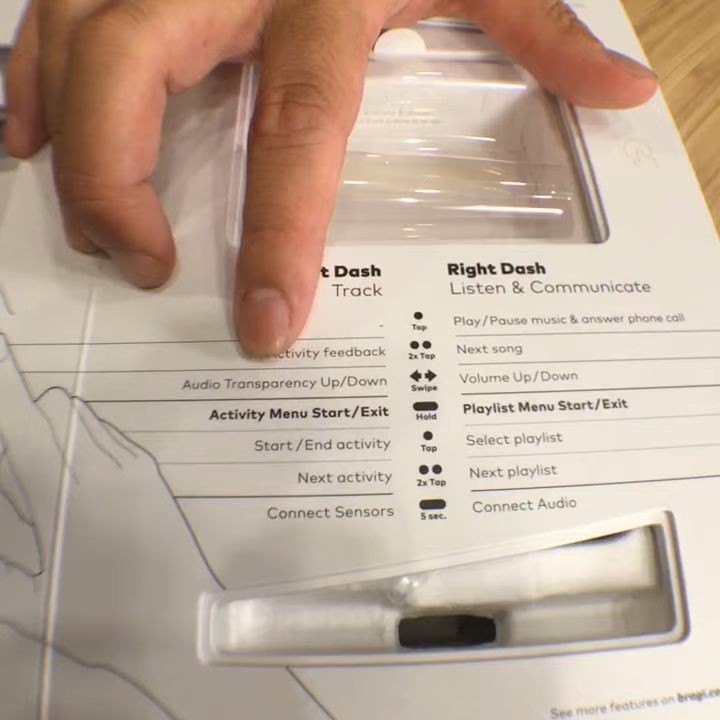 t Dash
Track
Right Dash
Listen & Communicate
- Tap Play/Pause music & answer phone call
ctivity feedback 2x Tap Next song
Audio Transparency Up/Down Swipe Volume Up/Down
Activity Menu Start/Exit Hold Playlist Menu Start/Exit
Start/End activity Tap Select playlist
Next activity 2x Tap Next playlist
Connect Sensors 5 sec. Connect Audio
See more features on bragi.co